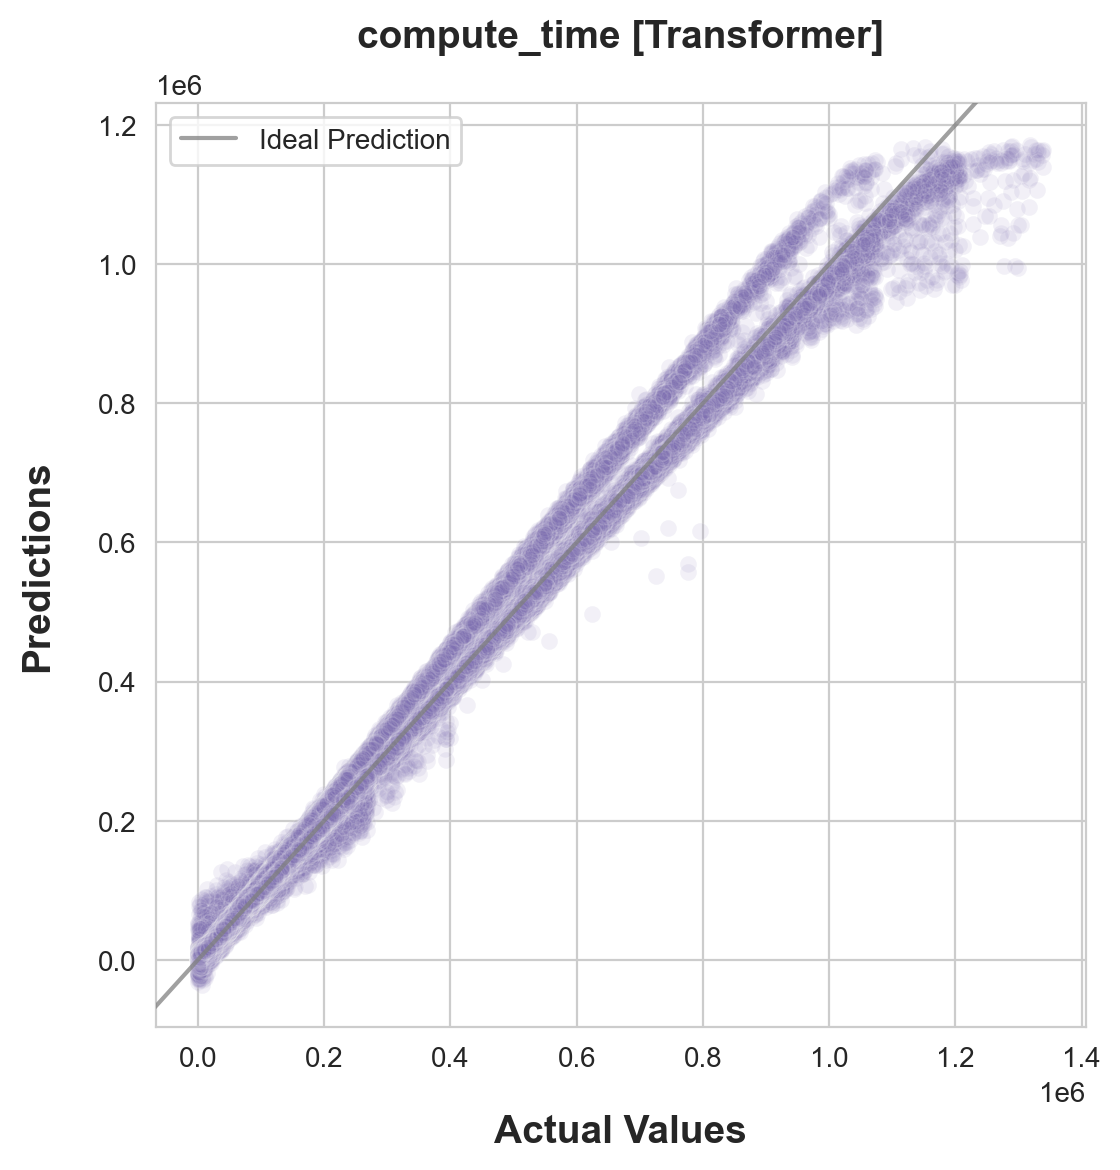 compute_time [Transformer]
1e6
Ideal Prediction
1.2
1.0
0.8
0.6
0.4
0.2
0.0
Predictions
0.0 0.2 0.4 0.6 0.8 1.0 1.2 1.4
1e6
Actual Values